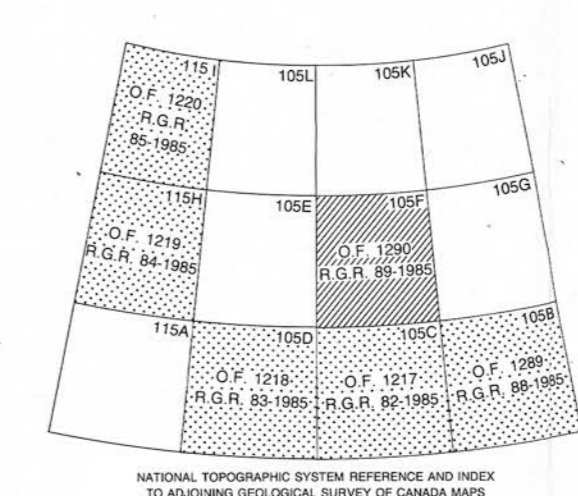 115 I
105L
105K
105J
O.F. 1220
R.G.R.
85-1985
115H
105E
105F
105G
O.F. 1219
R.G.R. 84-1985
O.F. 1290
R.G.R. 89-1985
115A
105D
105C
105B
O.F. 1218
R.G.R. 83-1985
O.F. 1217
R.G.R. 82-1985
O.F. 1289
R.G.R. 88-1985
NATIONAL TOPOGRAPHIC SYSTEM REFERENCE AND INDEX
TO ADJOINING GEOLOGICAL SURVEY OF CANADA MAPS